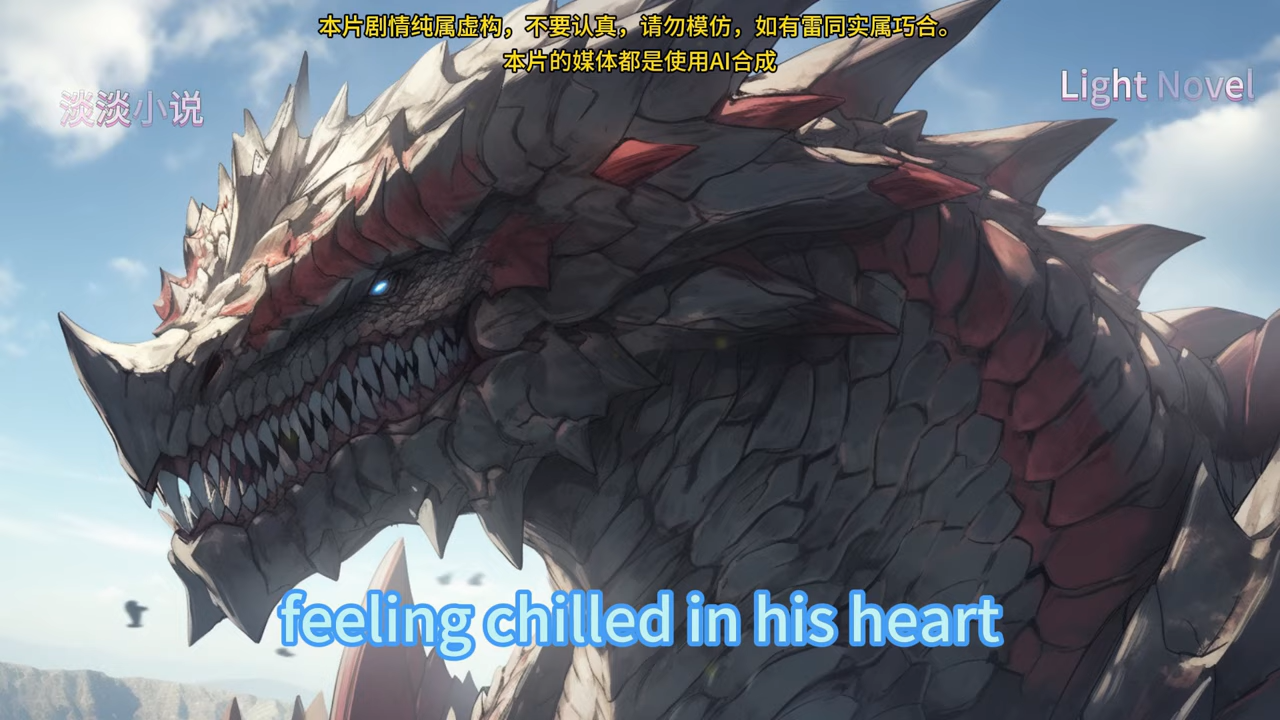 本片剧情纯属虚构，不要认真，请勿模仿，如有雷同实属巧合。
本片的媒体都是使用AI合成
淡淡小说
Light Novel
feeling chilled in his heart